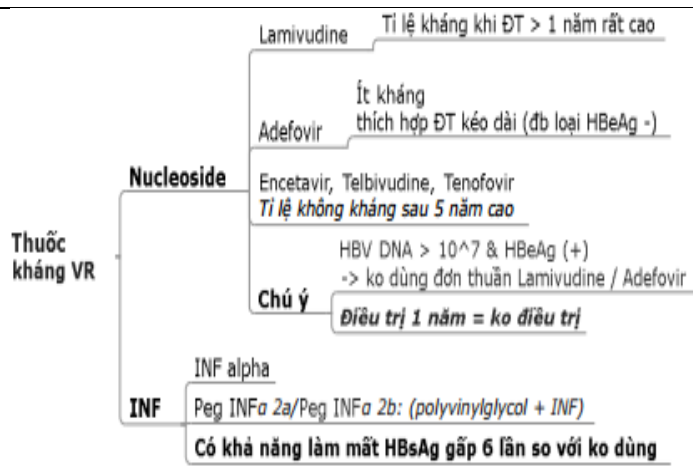 Thuốc
kháng VR
Nucleoside
Lamivudine
Tỉ lệ kháng khi ĐT > 1 năm rất cao
Adefovir
Ít kháng
thích hợp ĐT kéo dài (đb loại HBeAg -)
Encetavir, Telbivudine, Tenofovir
Tỉ lệ không kháng sau 5 năm cao
Chú ý
HBV DNA > 10^7 & HBeAg (+)
-> ko dùng đơn thuần Lamivudine / Adefovir
Điều trị 1 năm = ko điều trị
INF
INF alpha
Peg INFα 2a/Peg INFα 2b: (polyvinylglycol + INF)
Có khả năng làm mất HBsAg gấp 6 lần so với ko dùng